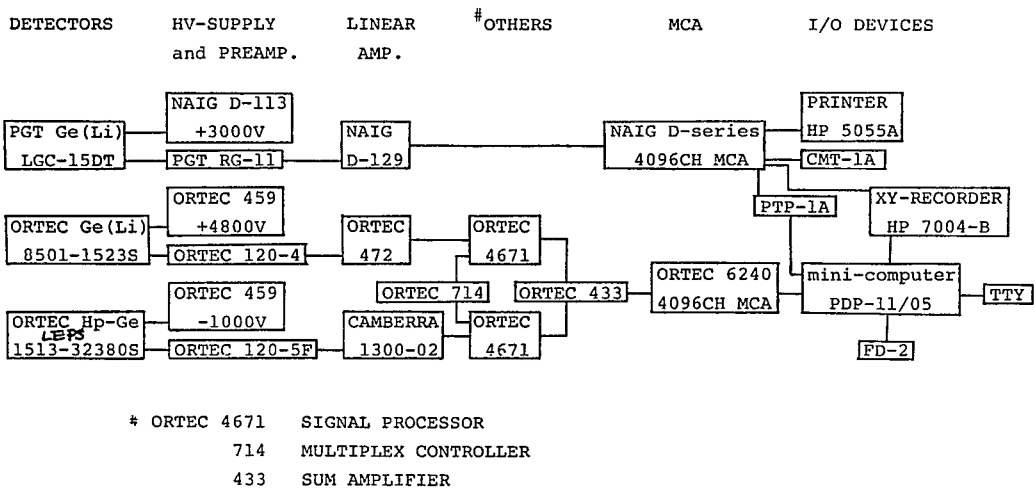 DETECTORS HV-SUPPLY LINEAR #OTHERS MCA I/O DEVICES
and PREAMP. AMP.
NAIG D-113
+3000V
PGT Ge(Li)
LGC-15DT
PGT RG-11
NAIG
D-129
NAIG D-series
4096CH MCA
PRINTER
HP 5055A
CMT-1A
PTP-1A
XY-RECORDER
HP 7004-B
ORTEC 459
+4800V
ORTEC Ge(Li)
8501-1523S
ORTEC 120-4
ORTEC
472
ORTEC
4671
ORTEC 714
ORTEC 433
ORTEC 6240
4096CH MCA
mini-computer
PDP-11/05
TTY
FD-2
ORTEC 459
-1000V
ORTEC Hp-Ge
LEPS
1513-32380S
ORTEC 120-5F
CAMBERRA
1300-02
ORTEC
4671
# ORTEC 4671 SIGNAL PROCESSOR
714 MULTIPLEX CONTROLLER
433 SUM AMPLIFIER